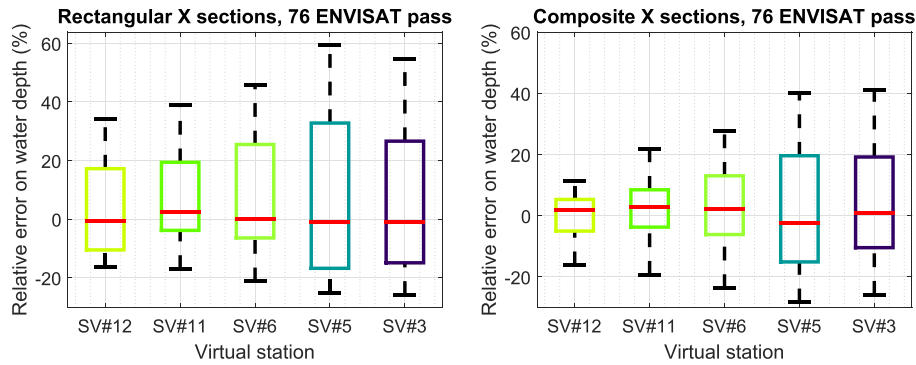 Rectangular X sections, 76 ENVISAT pass
Relative error on water depth (%)
60
40
20
0
-20
SV#12 SV#11 SV#6 SV#5 SV#3
Virtual station
Composite X sections, 76 ENVISAT pass
Relative error on water depth (%)
60
40
20
0
-20
SV#12 SV#11 SV#6 SV#5 SV#3
Virtual station